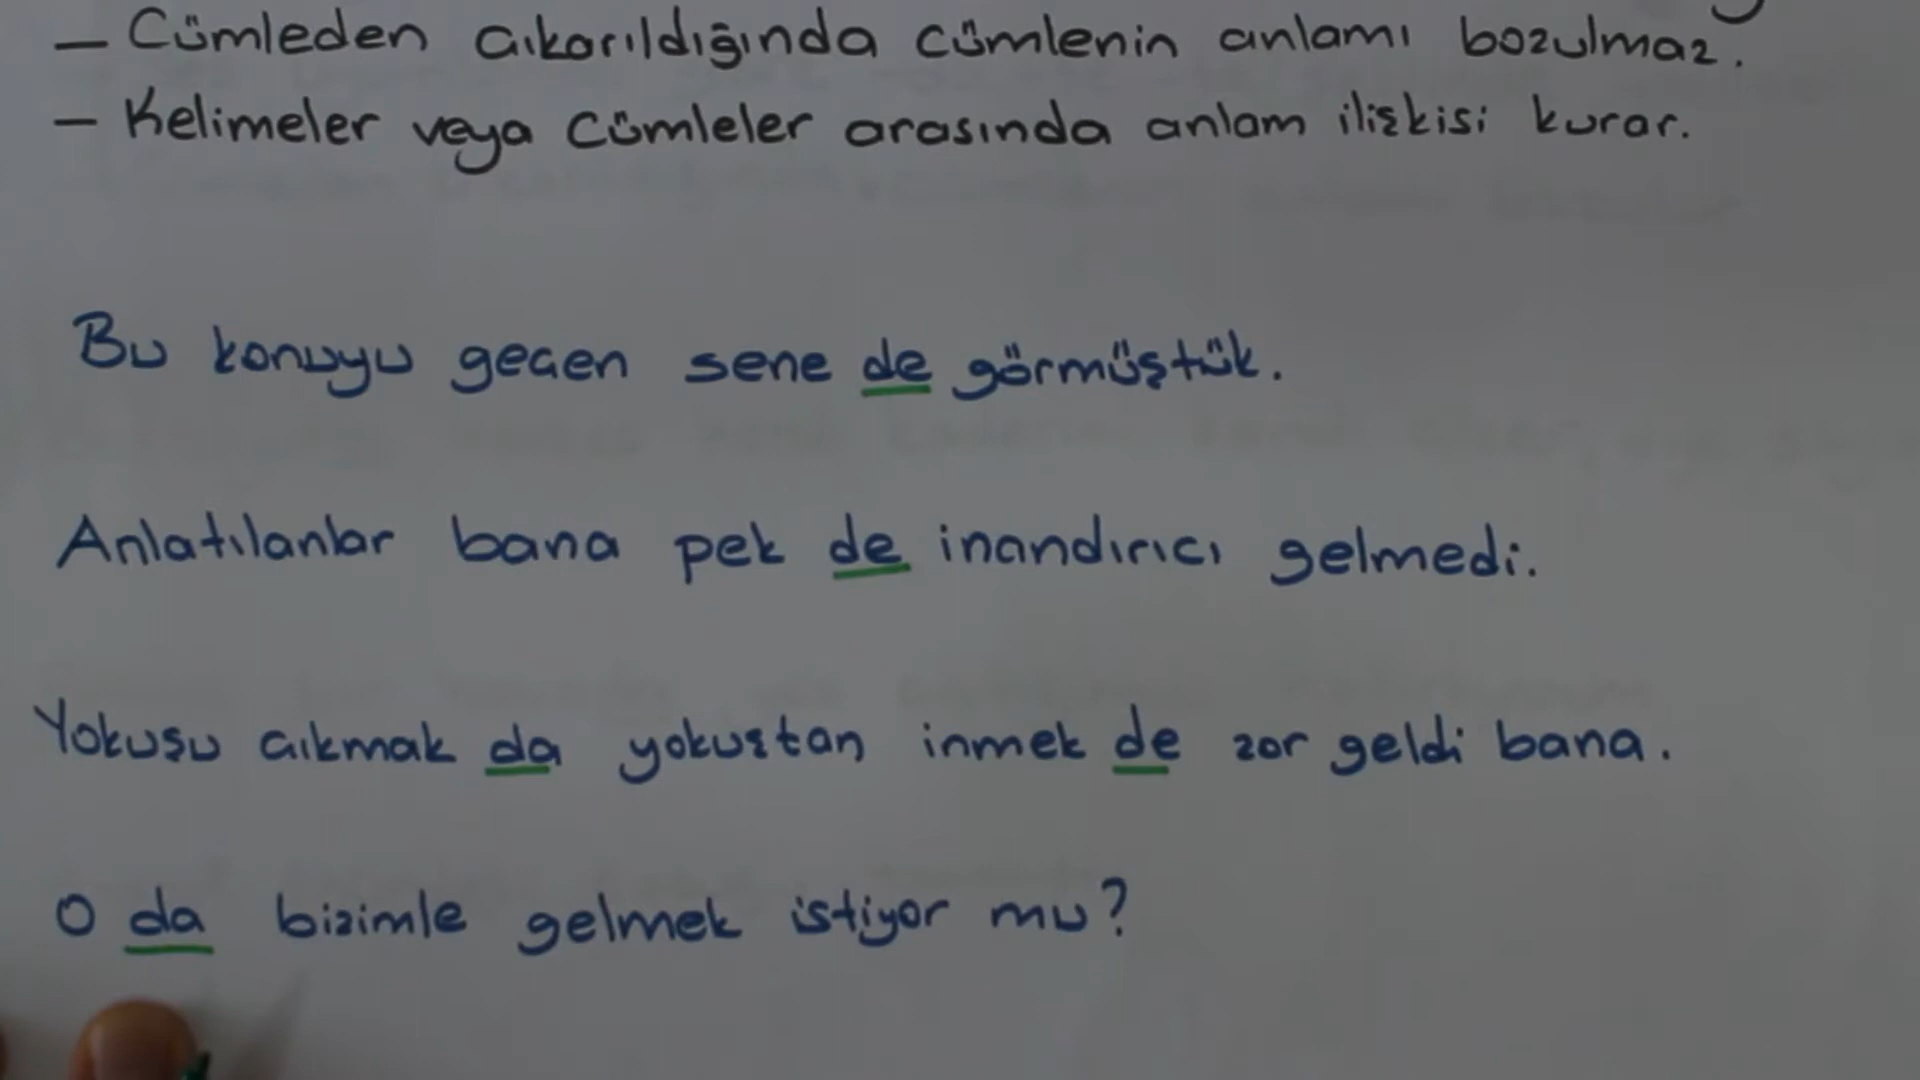 — Cümleden çıkarıldığında cümlenin anlamı bozulmaz.
— Kelimeler veya cümleler arasında anlam ilişkisi kurar.
Bu konuyu geçen sene de görmüştük.
Anlatılanlar bana pek de inandırıcı gelmedi.
Yokuşu çıkmak da yokuştan inmek de zor geldi bana.
O da bizimle gelmek istiyor mu?